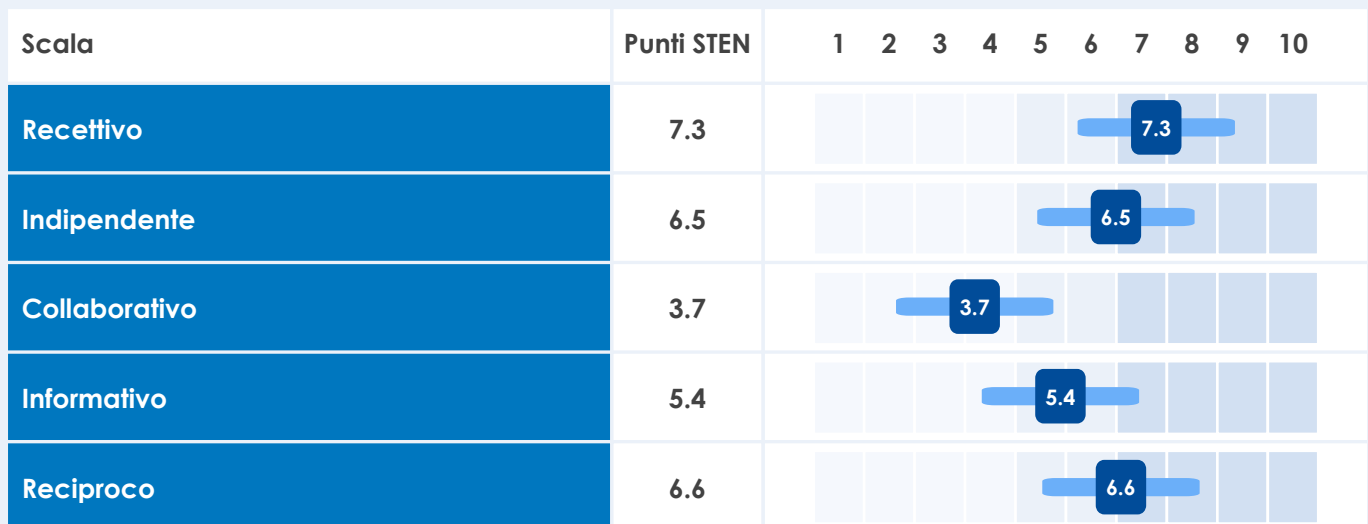 Scala Punti STEN 1 2 3 4 5 6 7 8 9 10
Recettivo 7.3 7.3
Indipendente 6.5 6.5
Collaborativo 3.7 3.7
Informativo 5.4 5.4
Reciproco 6.6 6.6